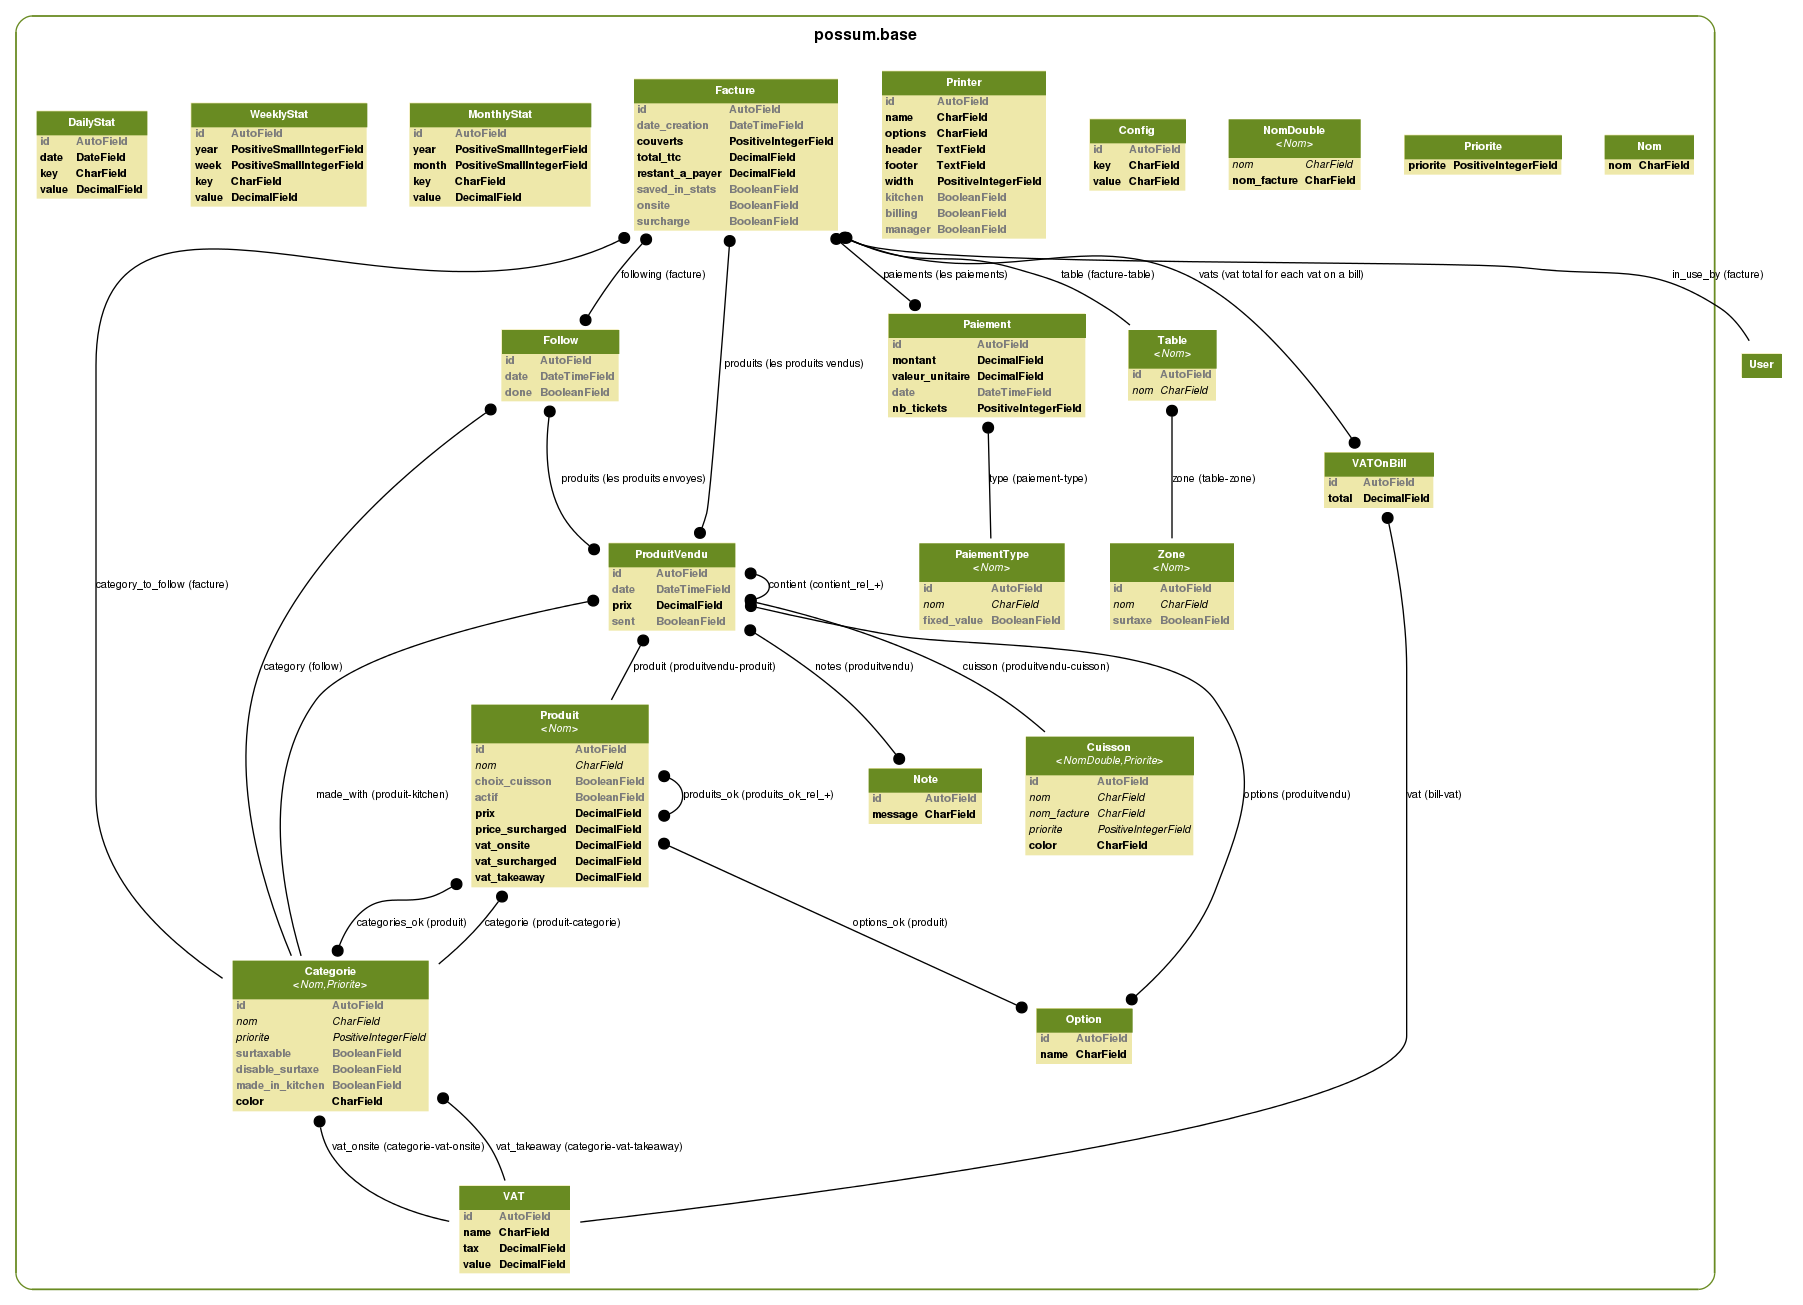 possum.base
DailyStat
id AutoField
date DateField
key CharField
value DecimalField
WeeklyStat
id AutoField
year PositiveSmallIntegerField
week PositiveSmallIntegerField
key CharField
value DecimalField
MonthlyStat
id AutoField
year PositiveSmallIntegerField
month PositiveSmallIntegerField
key CharField
value DecimalField
Facture
id AutoField
date_creation DateTimeField
couverts PositiveIntegerField
total_ttc DecimalField
restant_a_payer DecimalField
saved_in_stats BooleanField
onsite BooleanField
surcharge BooleanField
Printer
id AutoField
name CharField
options CharField
header TextField
footer TextField
width PositiveIntegerField
kitchen BooleanField
billing BooleanField
manager BooleanField
Config
id AutoField
key CharField
value CharField
NomDouble
<Nom>
nom CharField
nom_facture CharField
Priorite
priorite PositiveIntegerField
Nom
nom CharField
following (facture)
paiements (les paiements)
table (facture-table)
vats (vat total for each vat on a bill)
in_use_by (facture)
Follow
id AutoField
date DateTimeField
done BooleanField
produits (les produits vendus)
Paiement
id AutoField
montant DecimalField
valeur_unitaire DecimalField
date DateTimeField
nb_tickets PositiveIntegerField
Table
<Nom>
id AutoField
nom CharField
User
VATOnBill
id AutoField
total DecimalField
produits (les produits envoyes)
type (paiement-type)
zone (table-zone)
category_to_follow (facture)
ProduitVendu
id AutoField
date DateTimeField
prix DecimalField
sent BooleanField
contient (contient_rel_+)
PaiementType
<Nom>
id AutoField
nom CharField
fixed_value BooleanField
Zone
<Nom>
id AutoField
nom CharField
surtaxe BooleanField
category (follow)
produit (produitvendu-produit)
notes (produitvendu)
cuisson (produitvendu-cuisson)
made_with (produit-kitchen)
Produit
<Nom>
id AutoField
nom CharField
choix_cuisson BooleanField
actif BooleanField
prix DecimalField
price_surcharged DecimalField
vat_onsite DecimalField
vat_surcharged DecimalField
vat_takeaway DecimalField
produits_ok (produits_ok_rel_+)
Note
id AutoField
message CharField
Cuisson
<NomDouble,Priorite>
id AutoField
nom CharField
nom_facture CharField
priorite PositiveIntegerField
color CharField
options (produitvendu)
vat (bill-vat)
categories_ok (produit)
categorie (produit-categorie)
options_ok (produit)
Categorie
<Nom,Priorite>
id AutoField
nom CharField
priorite PositiveIntegerField
surtaxable BooleanField
disable_surtaxe BooleanField
made_in_kitchen BooleanField
color CharField
Option
id AutoField
name CharField
vat_onsite (categorie-vat-onsite)
vat_takeaway (categorie-vat-takeaway)
VAT
id AutoField
name CharField
tax DecimalField
value DecimalField